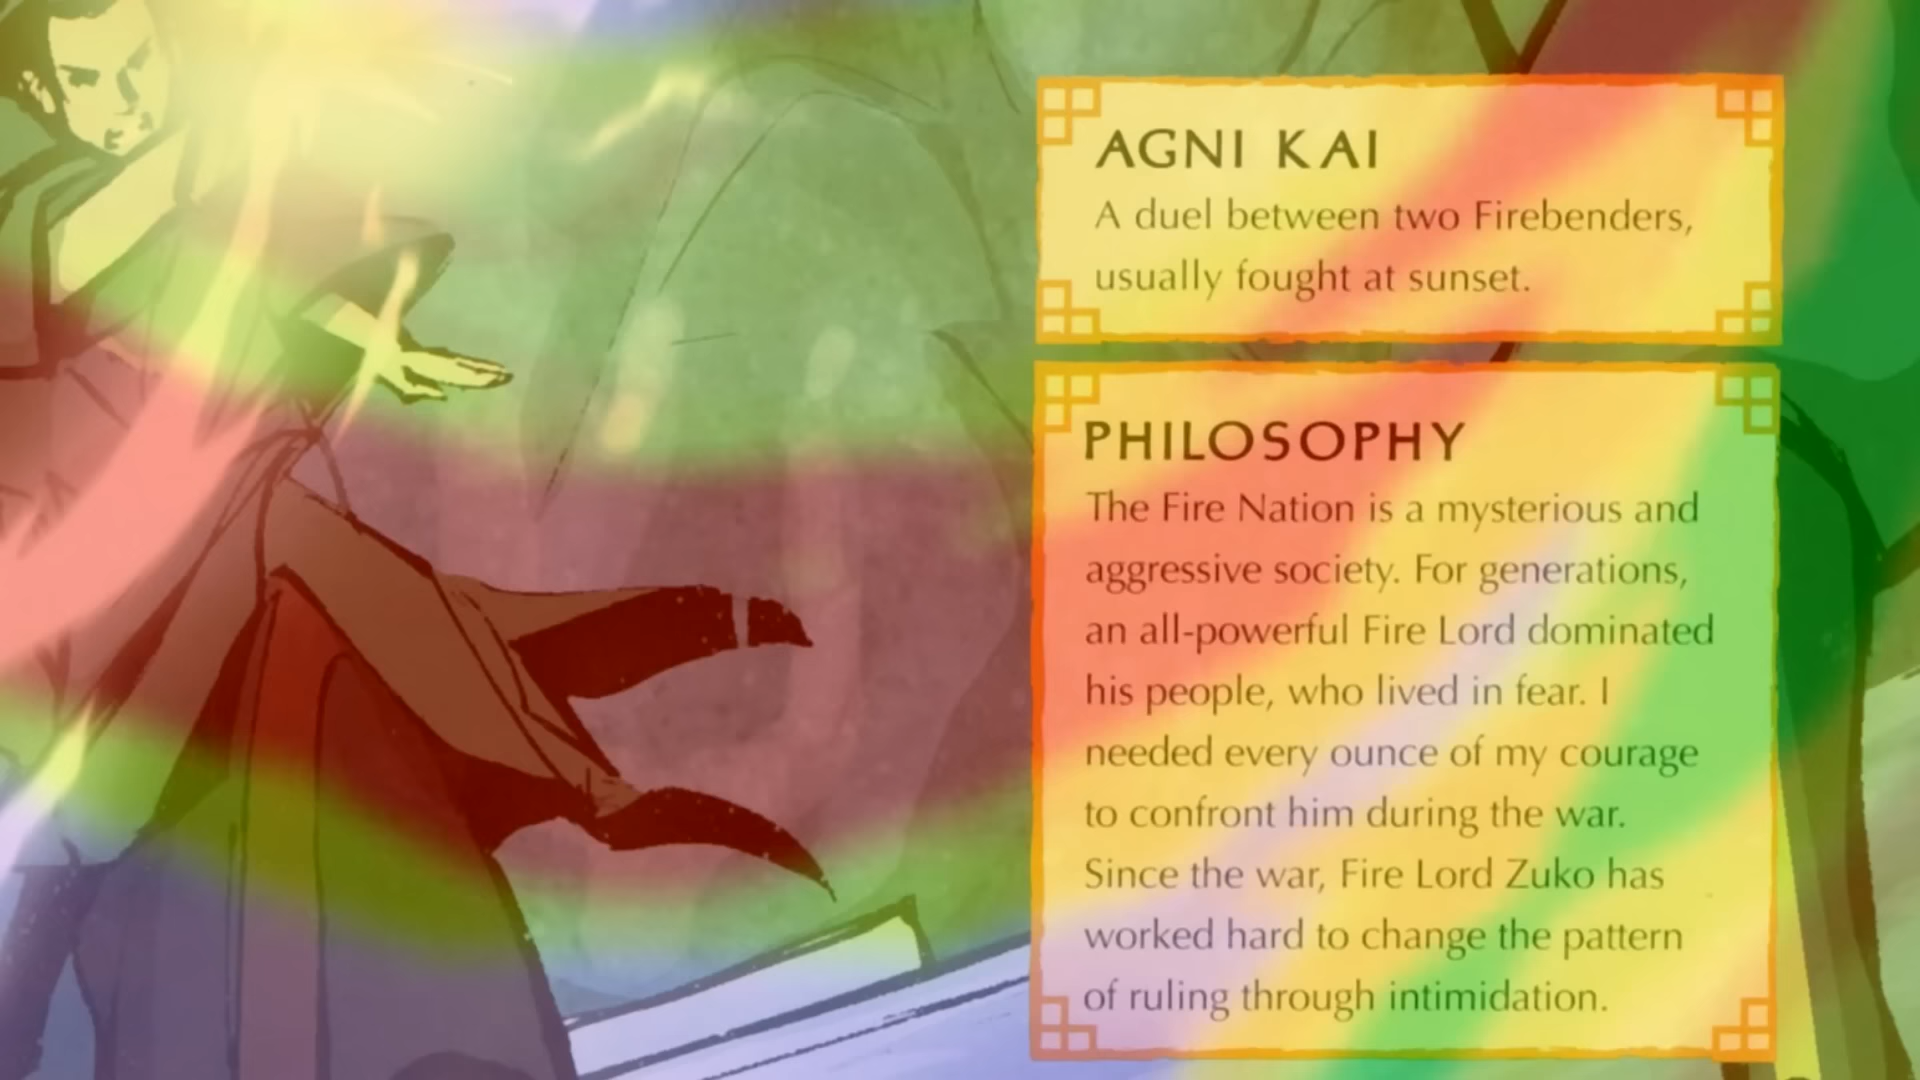 AGNI KAI
A duel between two Firebenders,
usually fought at sunset.
PHILOSOPHY
The Fire Nation is a mysterious and
aggressive society. For generations,
an all-powerful Fire Lord dominated
his people, who lived in fear. I
needed every ounce of my courage
to confront him during the war.
Since the war, Fire Lord Zuko has
worked hard to change the pattern
of ruling through intimidation.